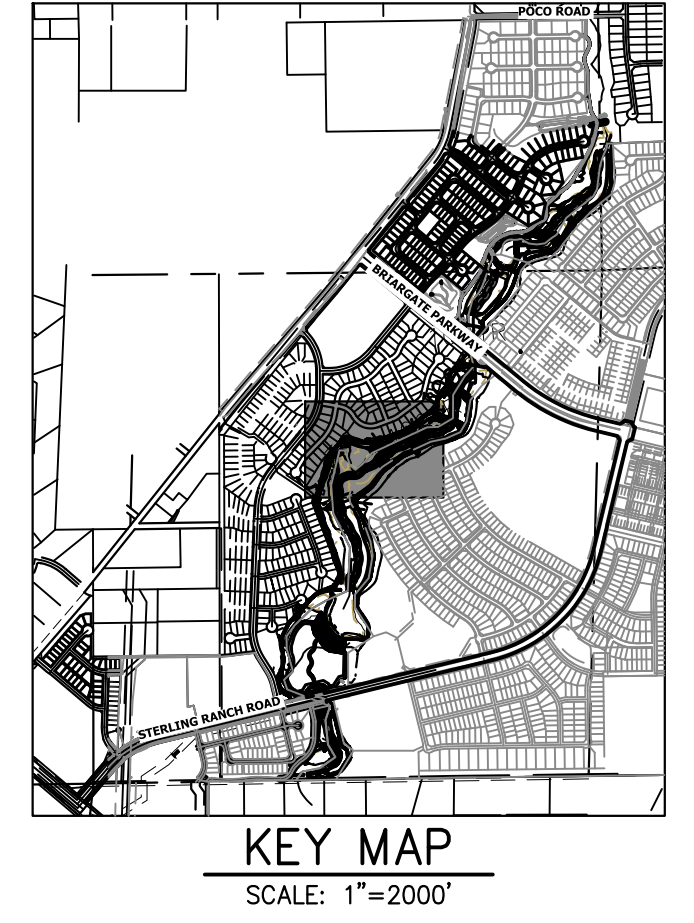 POCO ROAD
BRIARGATE PARKWAY
STERLING RANCH ROAD
KEY MAP
SCALE: 1"=2000'